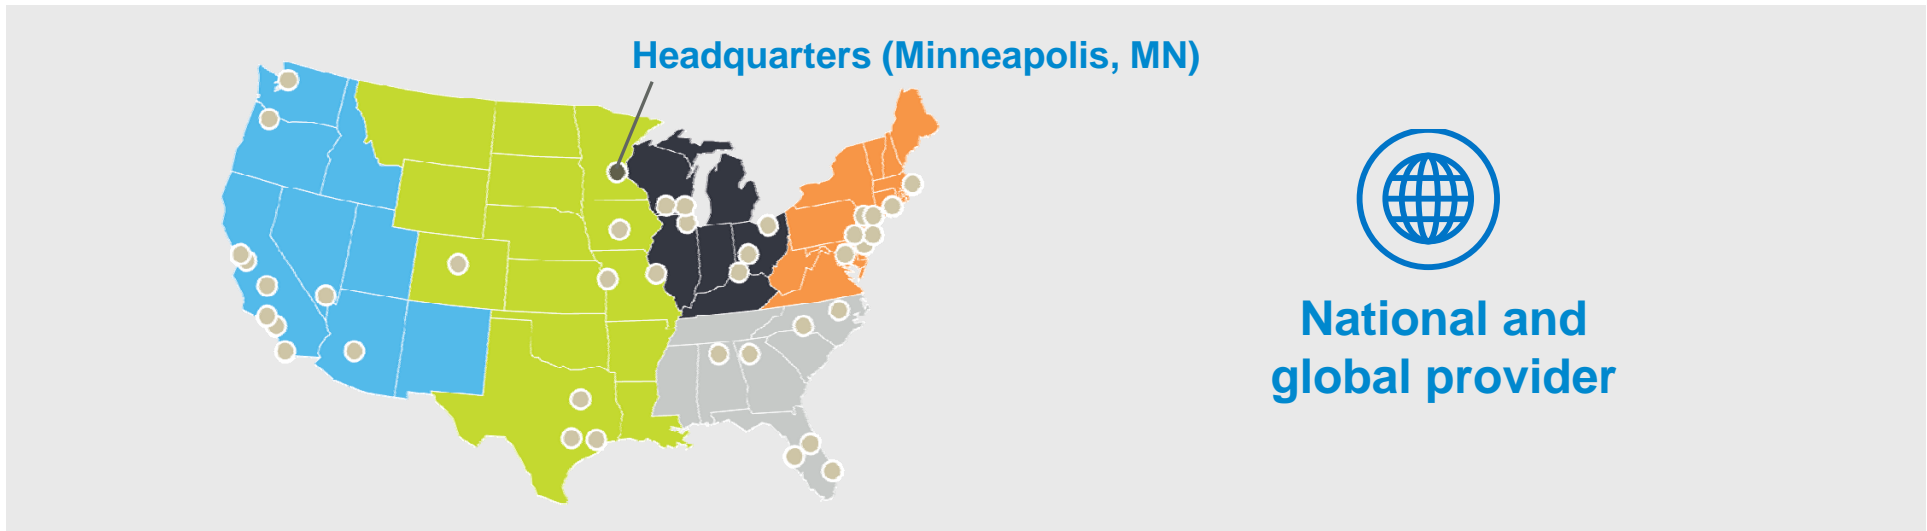 Headquarters (Minneapolis, MN)
National and
global provider